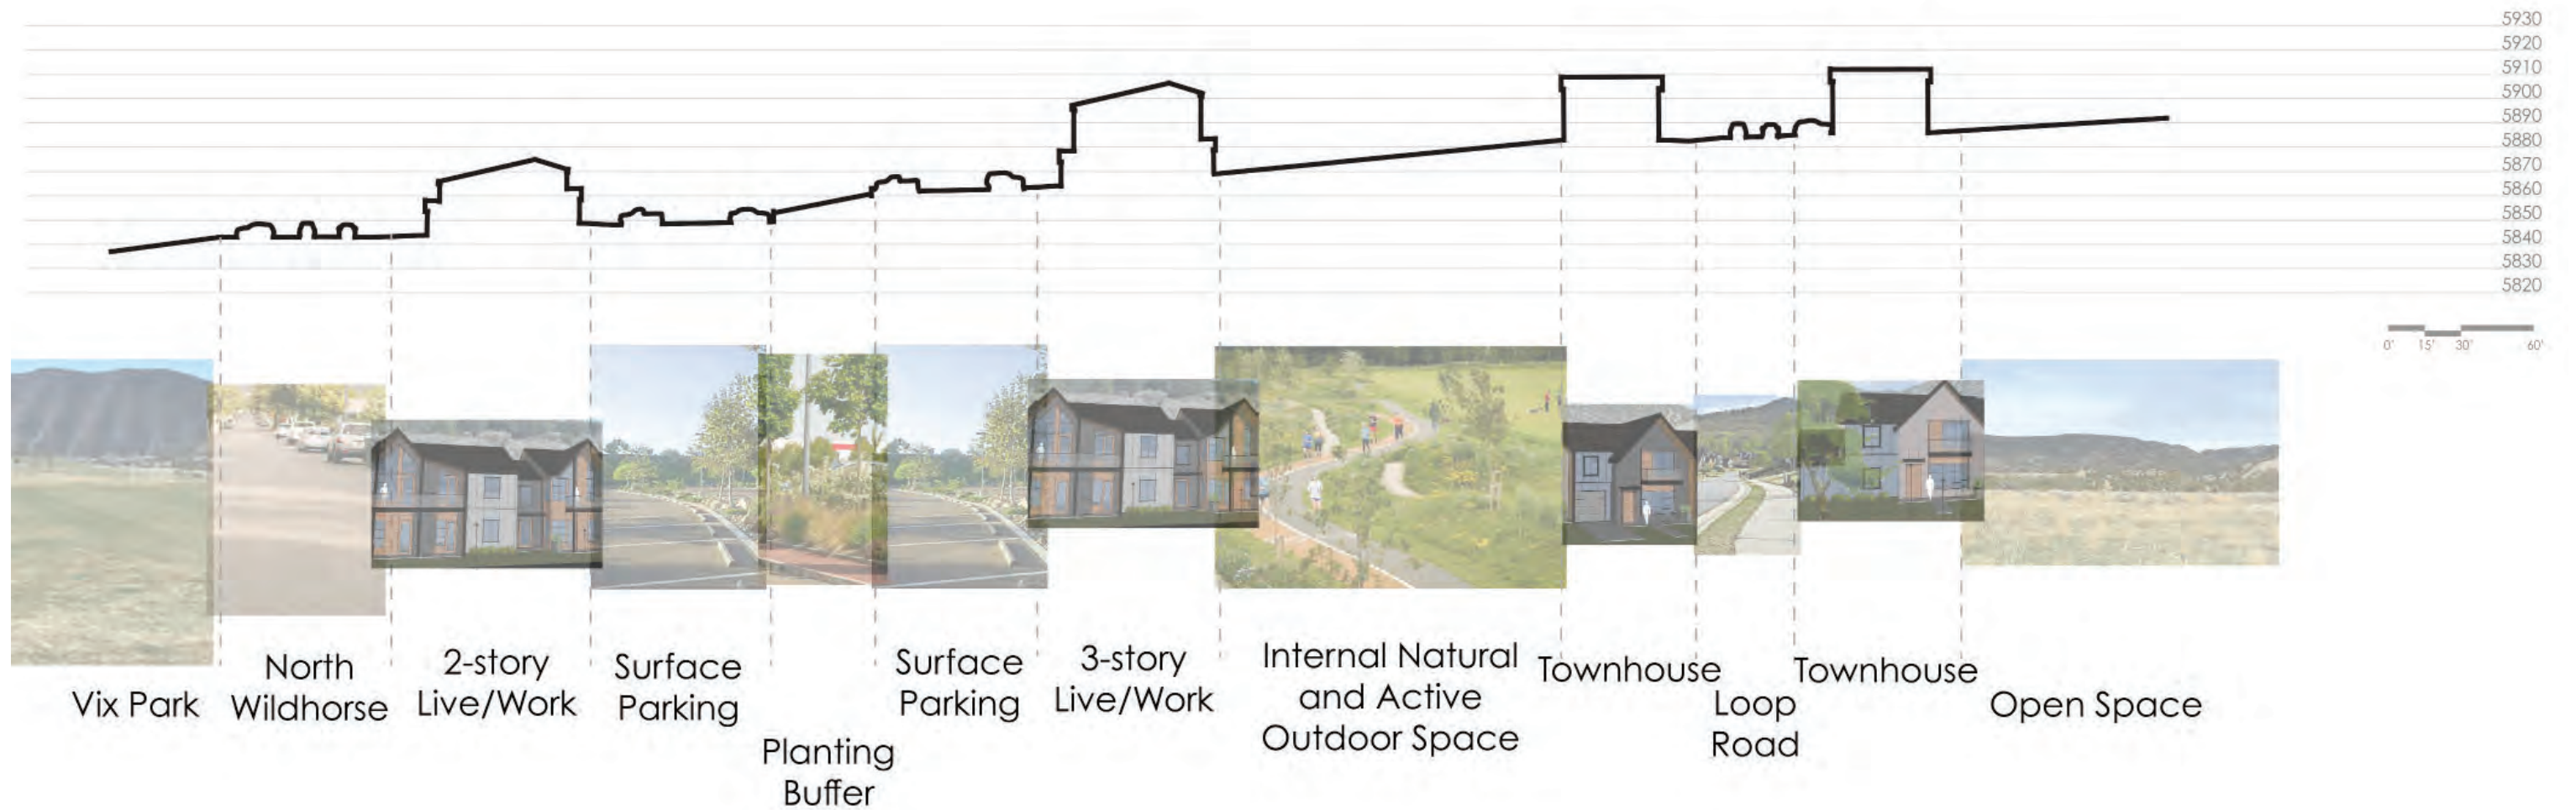 5930
5920
5910
5900
5890
5880
5870
5860
5850
5840
5830
5820
0' 15' 30' 60'
Vix Park
North
Wildhorse
2-story
Live/Work
Surface
Parking
Planting
Buffer
Surface
Parking
3-story
Live/Work
Internal Natural
and Active
Outdoor Space
Townhouse
Loop
Road
Townhouse
Open Space